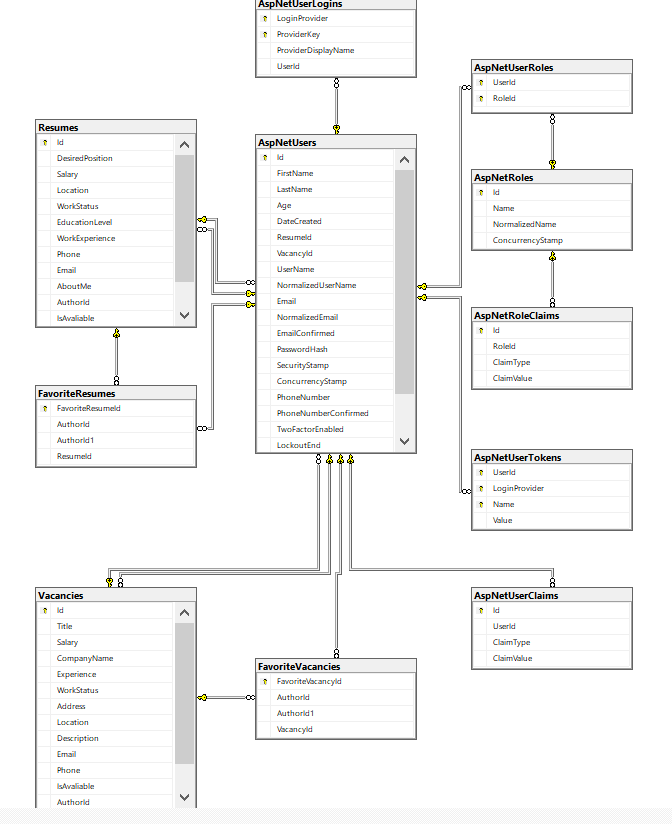 AspNetUserLogins
LoginProvider
ProviderKey
ProviderDisplayName
UserId
AspNetUserRoles
UserId
RoleId
Resumes
Id
DesiredPosition
Salary
Location
WorkStatus
EducationLevel
WorkExperience
Phone
Email
AboutMe
AuthorId
IsAvaliable
AspNetUsers
Id
FirstName
LastName
Age
DateCreated
ResumeId
VacancyId
UserName
NormalizedUserName
Email
NormalizedEmail
EmailConfirmed
PasswordHash
SecurityStamp
ConcurrencyStamp
PhoneNumber
PhoneNumberConfirmed
TwoFactorEnabled
LockoutEnd
AspNetRoles
Id
Name
NormalizedName
ConcurrencyStamp
AspNetRoleClaims
Id
RoleId
ClaimType
ClaimValue
FavoriteResumes
FavoriteResumeId
AuthorId
AuthorId1
ResumeId
AspNetUserTokens
UserId
LoginProvider
Name
Value
Vacancies
Id
Title
Salary
CompanyName
Experience
WorkStatus
Address
Location
Description
Email
Phone
IsAvaliable
AuthorId
FavoriteVacancies
FavoriteVacancyId
AuthorId
AuthorId1
VacancyId
AspNetUserClaims
Id
UserId
ClaimType
ClaimValue